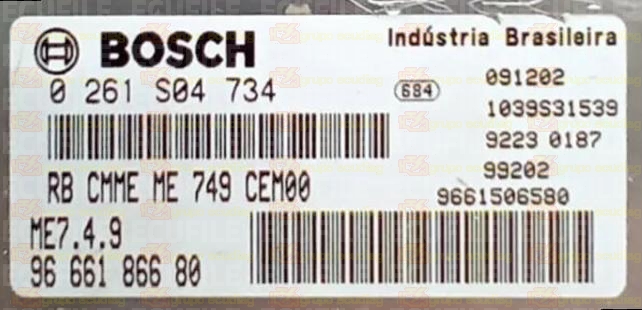 BOSCH
Indústria Brasileira
0 261 S04 734
684
091202
1039S31539
9223 0187
99202
9661506580
RB CMME ME 749 CEM00
ME7.4.9
96 661 866 80